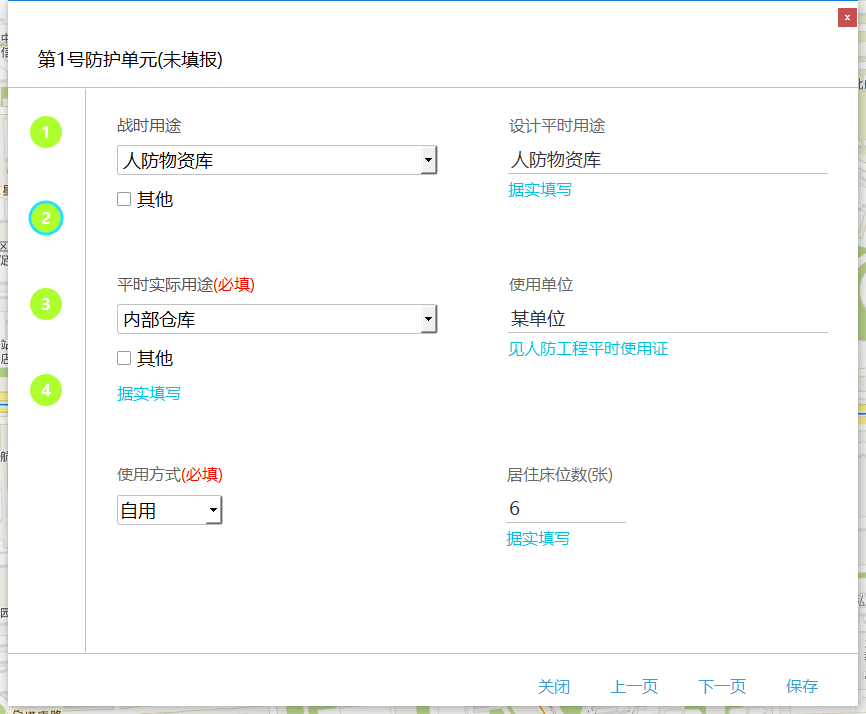 x
第1号防护单元(未填报)
1
2
3
4
战时用途
人防物资库
其他
设计平时用途
人防物资库
据实填写
平时实际用途(必填)
内部仓库
其他
据实填写
使用单位
某单位
见人防工程平时使用证
使用方式(必填)
自用
居住床位数(张)
6
据实填写
关闭 上一页 下一页 保存